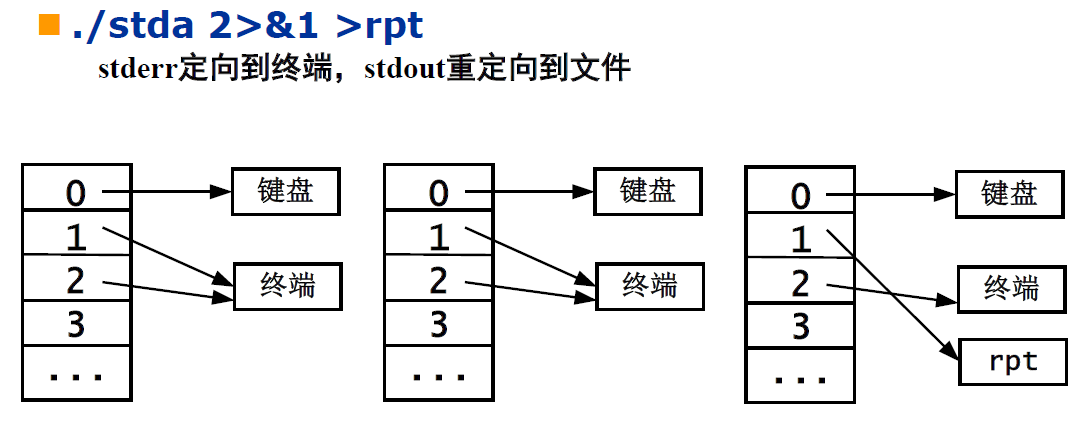 ./stda 2>&1 >rpt
stderr定向到终端，stdout重定向到文件
0 键盘 0 键盘 0 键盘
1 1 1
2 终端 2 终端 2 终端
3 3 3
... ... ... rpt